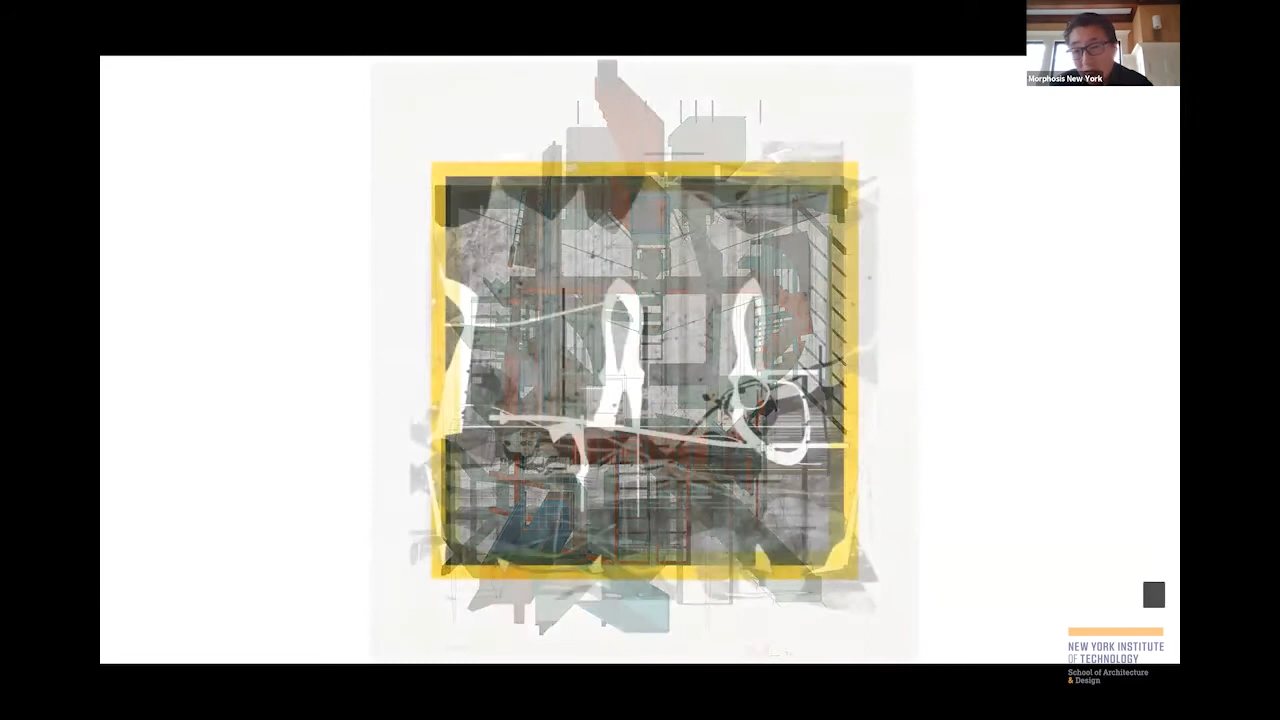 Morphosis New York
NEW YORK INSTITUTE
OF TECHNOLOGY
School of Architecture
& Design